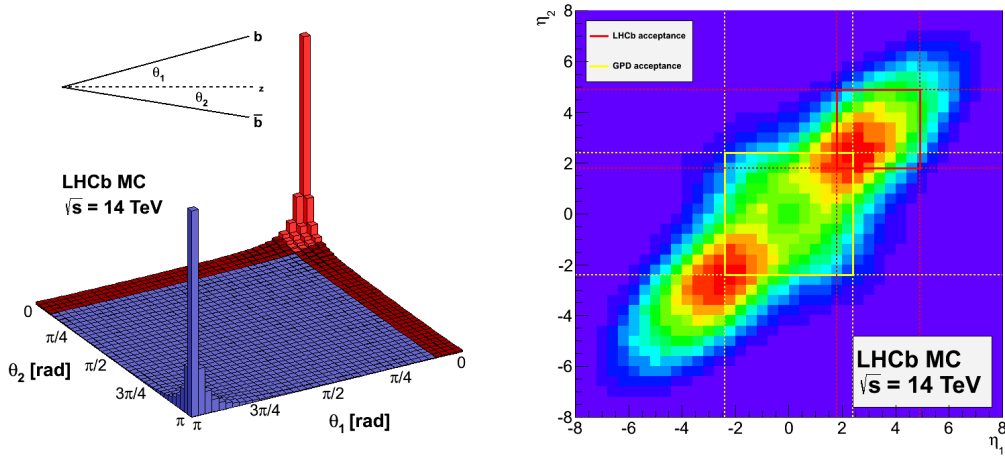 b
θ1
z
θ2
b̅
LHCb MC
√s = 14 TeV
0
π/4
π/2
3π/4
π
θ2 [rad]
π
3π/4
π/2
π/4
0
θ1 [rad]
η2
8
6
4
2
0
-2
-4
-6
-8
LHCb acceptance
GPD acceptance
LHCb MC
√s = 14 TeV
-8 -6 -4 -2 0 2 4 6 8
η1